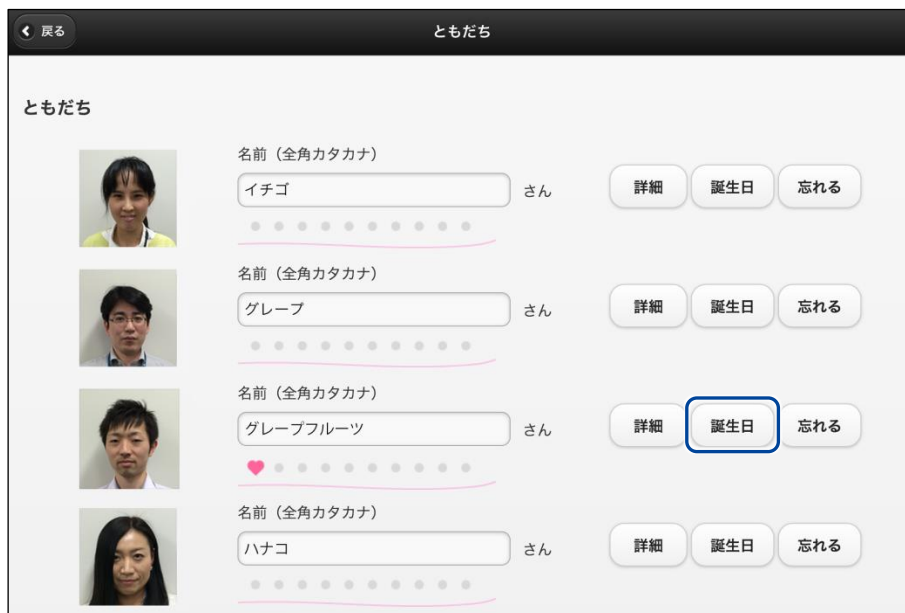 戻る
ともだち
ともだち
名前（全角カタカナ）
イチゴ さん 詳細 誕生日 忘れる
名前（全角カタカナ）
グレープ さん 詳細 誕生日 忘れる
名前（全角カタカナ）
グレープフルーツ さん 詳細 誕生日 忘れる
名前（全角カタカナ）
ハナコ さん 詳細 誕生日 忘れる